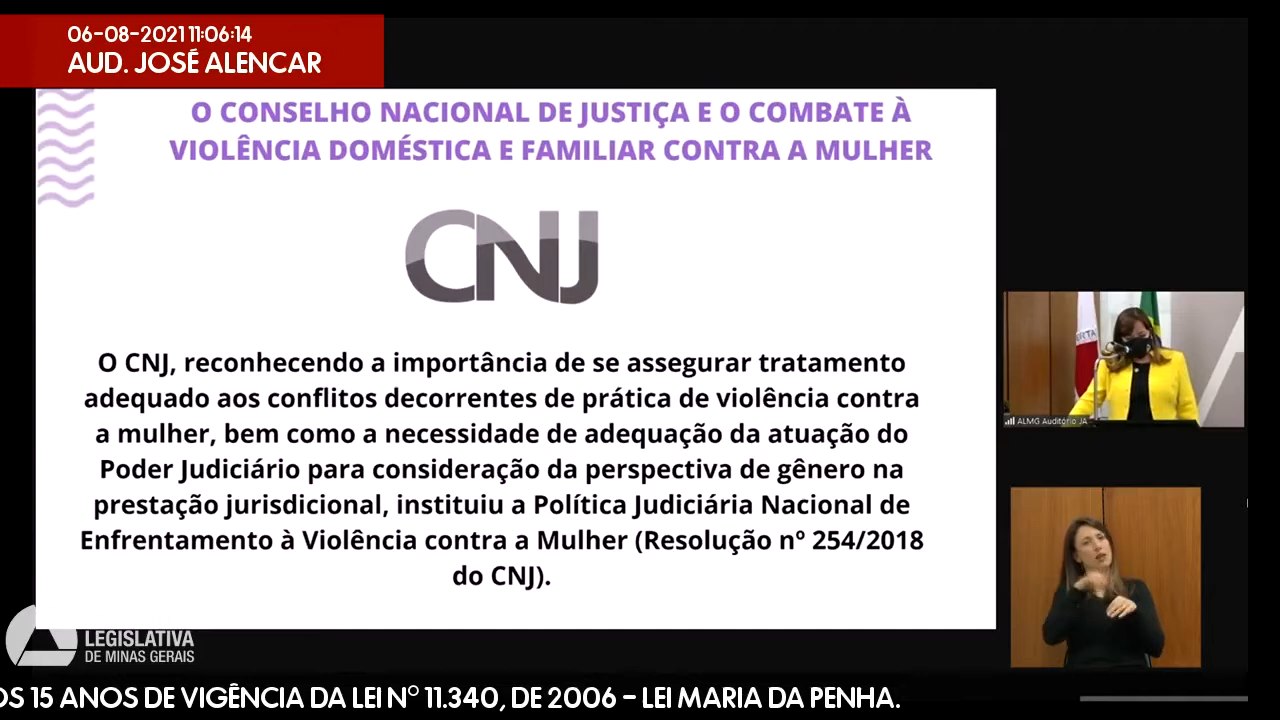 06-08-2021 11:06:14
AUD. JOSÉ ALENCAR
O CONSELHO NACIONAL DE JUSTIÇA E O COMBATE À
VIOLÊNCIA DOMÉSTICA E FAMILIAR CONTRA A MULHER
CNJ
O CNJ, reconhecendo a importância de se assegurar tratamento
adequado aos conflitos decorrentes de prática de violência contra
a mulher, bem como a necessidade de adequação da atuação do
Poder Judiciário para consideração da perspectiva de gênero na
prestação jurisdicional, instituiu a Política Judiciária Nacional de
Enfrentamento à Violência contra a Mulher (Resolução nº 254/2018
do CNJ).
ALMG Auditório JA
LEGISLATIVA
DE MINAS GERAIS
OS 15 ANOS DE VIGÊNCIA DA LEI Nº 11.340, DE 2006 – LEI MARIA DA PENHA.